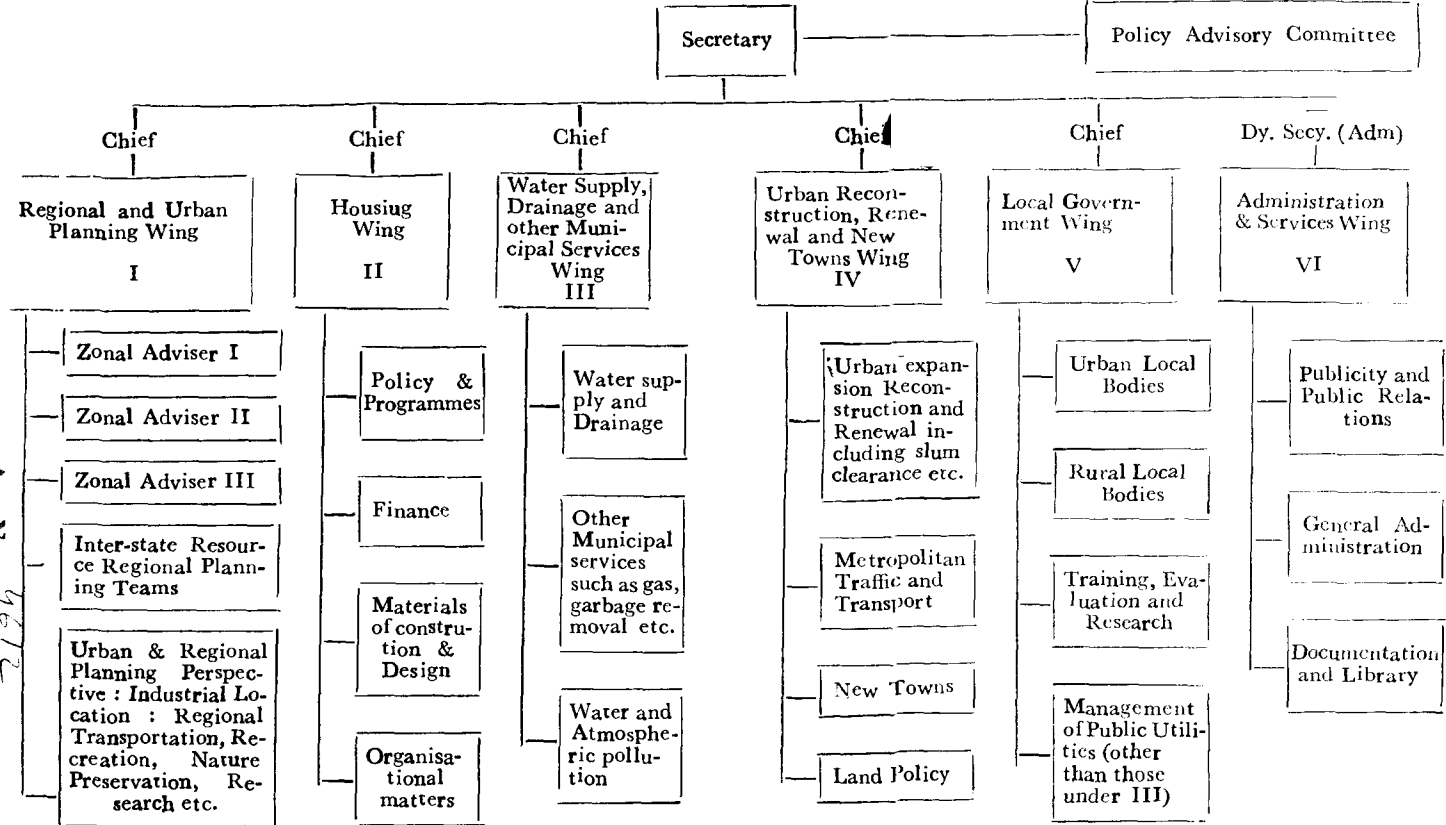 Secretary
Policy Advisory Committee
Chief
Chief
Chief
Chief
Chief
Dy. Secy. (Adm)
Regional and Urban
Planning Wing
I
Housiug
Wing
II
Water Supply,
Drainage and
other Muni-
cipal Services
Wing
III
Urban Recon-
struction, Rene-
wal and New
Towns Wing
IV
Local Govern-
ment Wing
V
Administration
& Services Wing
VI
Zonal Adviser I
Zonal Adviser II
Zonal Adviser III
Inter-state Resour-
ce Regional Plann-
ing Teams
Urban & Regional
Planning Perspec-
tive : Industrial Lo-
cation : Regional
Transportation, Re-
creation, Nature
Preservation, Re-
search etc.
Policy &
Programmes
Finance
Materials
of constru-
tion &
Design
Organisa-
tional
matters
Water sup-
ply and
Drainage
Other
Municipal
services
such as gas,
garbage re-
moval etc.
Water and
Atmosphe-
ric pollu-
tion
Urban expan-
sion Recon-
struction and
Renewal in-
cluding slum
clearance etc.
Metropolitan
Traffic and
Transport
New Towns
Land Policy
Urban Local
Bodies
Rural Local
Bodies
Training, Eva-
luation and
Research
Management
of Public Utili-
ties (other
than those
under III)
Publicity and
Public Rela-
tions
General Ad-
ministration
Documentation
and Library